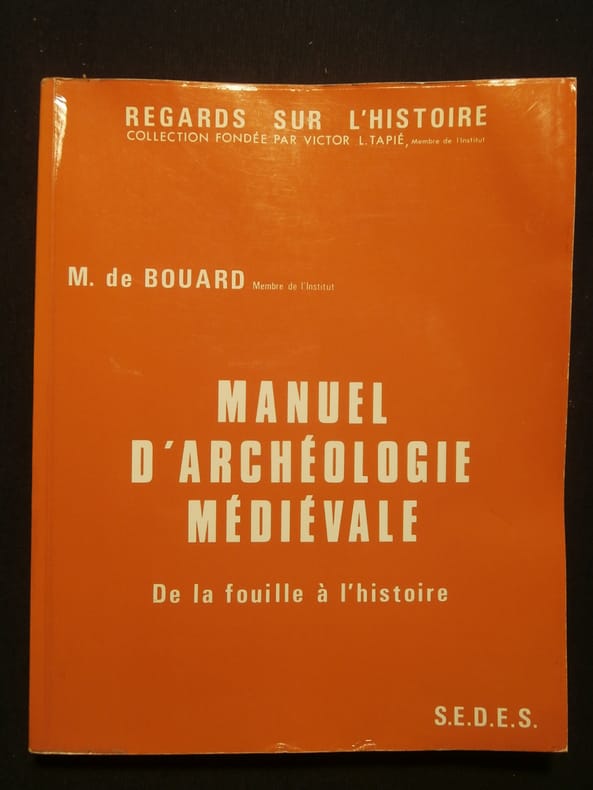 REGARDS SUR L'HISTOIRE
COLLECTION FONDÉE PAR VICTOR L.TAPIÉ, Membre de l'Institut
M. de BOUARD Membre de l'Institut
MANUEL
D'ARCHÉOLOGIE
MÉDIÉVALE
De la fouille à l'histoire
S.E.D.E.S.